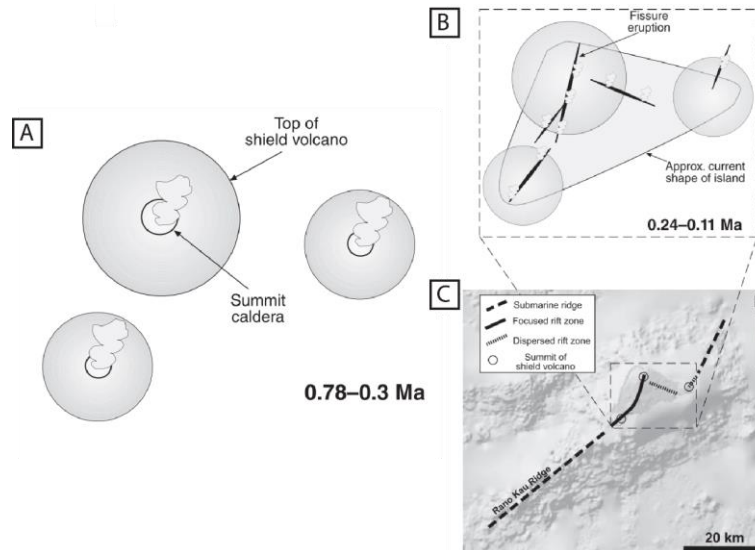 A
Top of
shield volcano
Summit
caldera
0.78–0.3 Ma
B
Fissure
eruption
Approx. current
shape of island
0.24–0.11 Ma
C
Submarine ridge
Focused rift zone
Dispersed rift zone
Summit of
shield volcano
Rano Kau Ridge
20 km